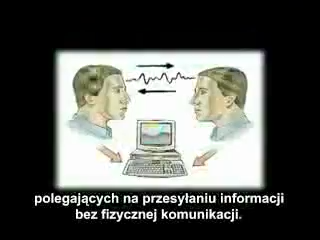 polegających na przesyłaniu informacji
bez fizycznej komunikacji.